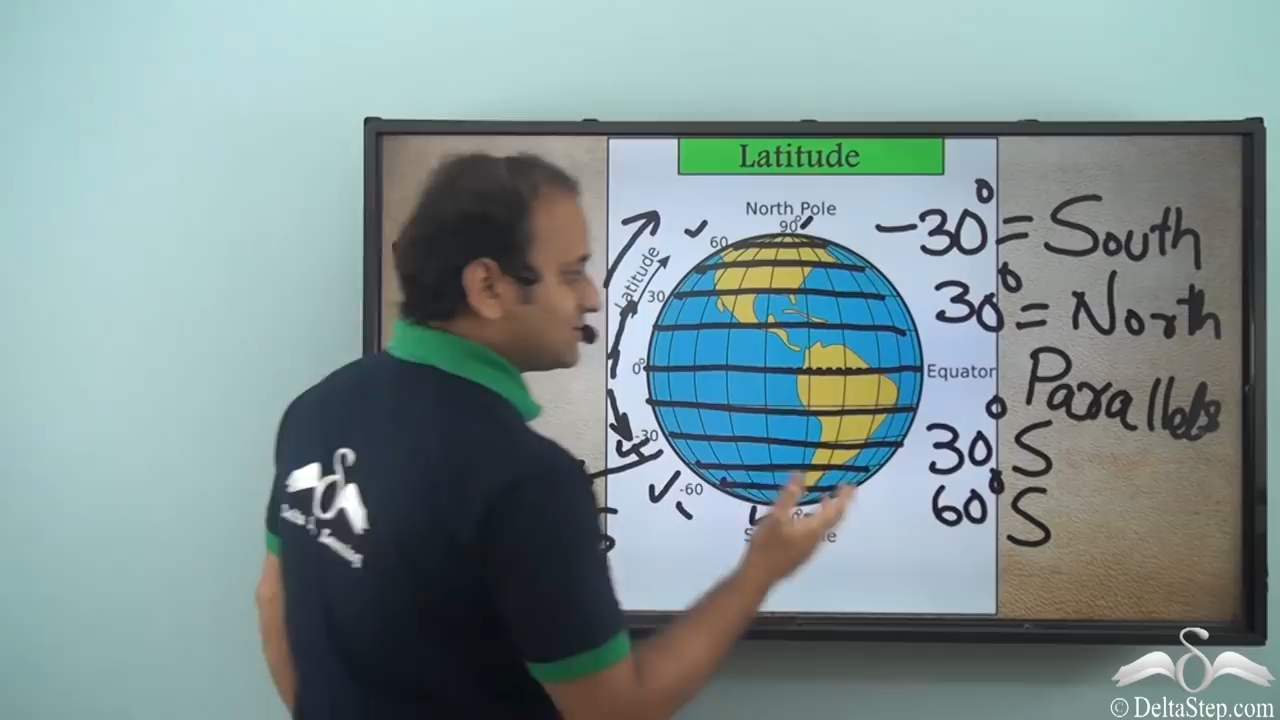 Latitude
North Pole
90°
60
Latitude
30
0°
Equator
-30
-60
-30° = South
30° = North
Parallels
30° S
60° S
© DeltaStep.com